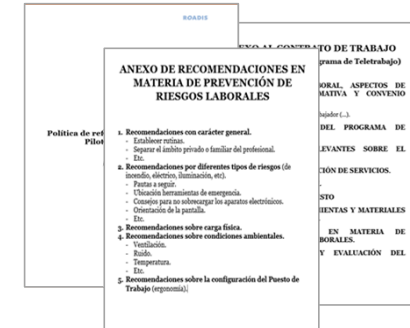 BOADIS
Política de ref
Pilot
EXO AL CONTRATO DE TRABAJO
grama de Teletrabajo)
ORAL, ASPECTOS DE
MATIVA Y CONVENIO
bajador (...).
DEL PROGRAMA DE
LEVANTES SOBRE EL
CIÓN DE SERVICIOS.
STO
IENTAS Y MATERIALES
EN MATERIA DE
BORALES.
Y EVALUACIÓN DEL
ANEXO DE RECOMENDACIONES EN
MATERIA DE PREVENCIÓN DE
RIESGOS LABORALES
1. Recomendaciones con carácter general.
- Establecer rutinas.
- Separar el ámbito privado o familiar del profesional.
- Etc.
2. Recomendaciones por diferentes tipos de riesgos (de
incendio, eléctrico, iluminación, etc).
- Pautas a seguir.
- Ubicación herramientas de emergencia.
- Consejos para no sobrecargar los aparatos electrónicos.
- Orientación de la pantalla.
- Etc.
3. Recomendaciones sobre carga física.
4. Recomendaciones sobre condiciones ambientales.
- Ventilación.
- Ruido.
- Temperatura.
- Etc.
5. Recomendaciones sobre la configuración del Puesto de
Trabajo (ergonomía).